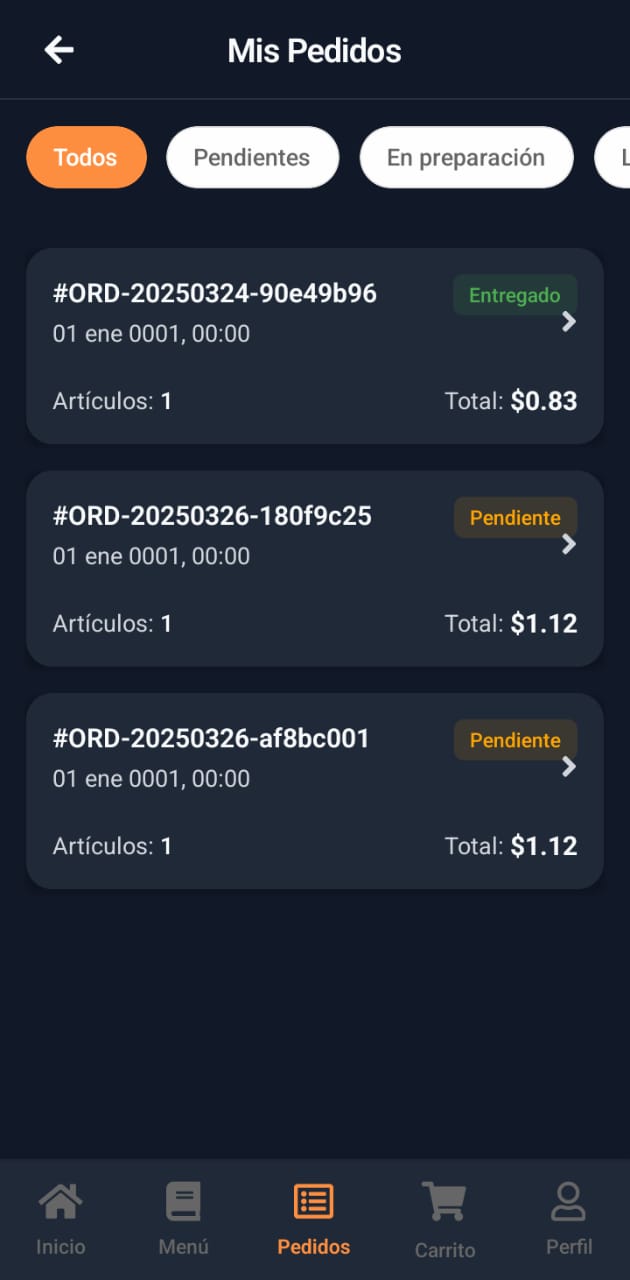 Mis Pedidos
Todos
Pendientes
En preparación
#ORD-20250324-90e49b96
Entregado
01 ene 0001, 00:00
Artículos: 1
Total: $0.83
#ORD-20250326-180f9c25
Pendiente
01 ene 0001, 00:00
Artículos: 1
Total: $1.12
#ORD-20250326-af8bc001
Pendiente
01 ene 0001, 00:00
Artículos: 1
Total: $1.12
Inicio
Menú
Pedidos
Carrito
Perfil